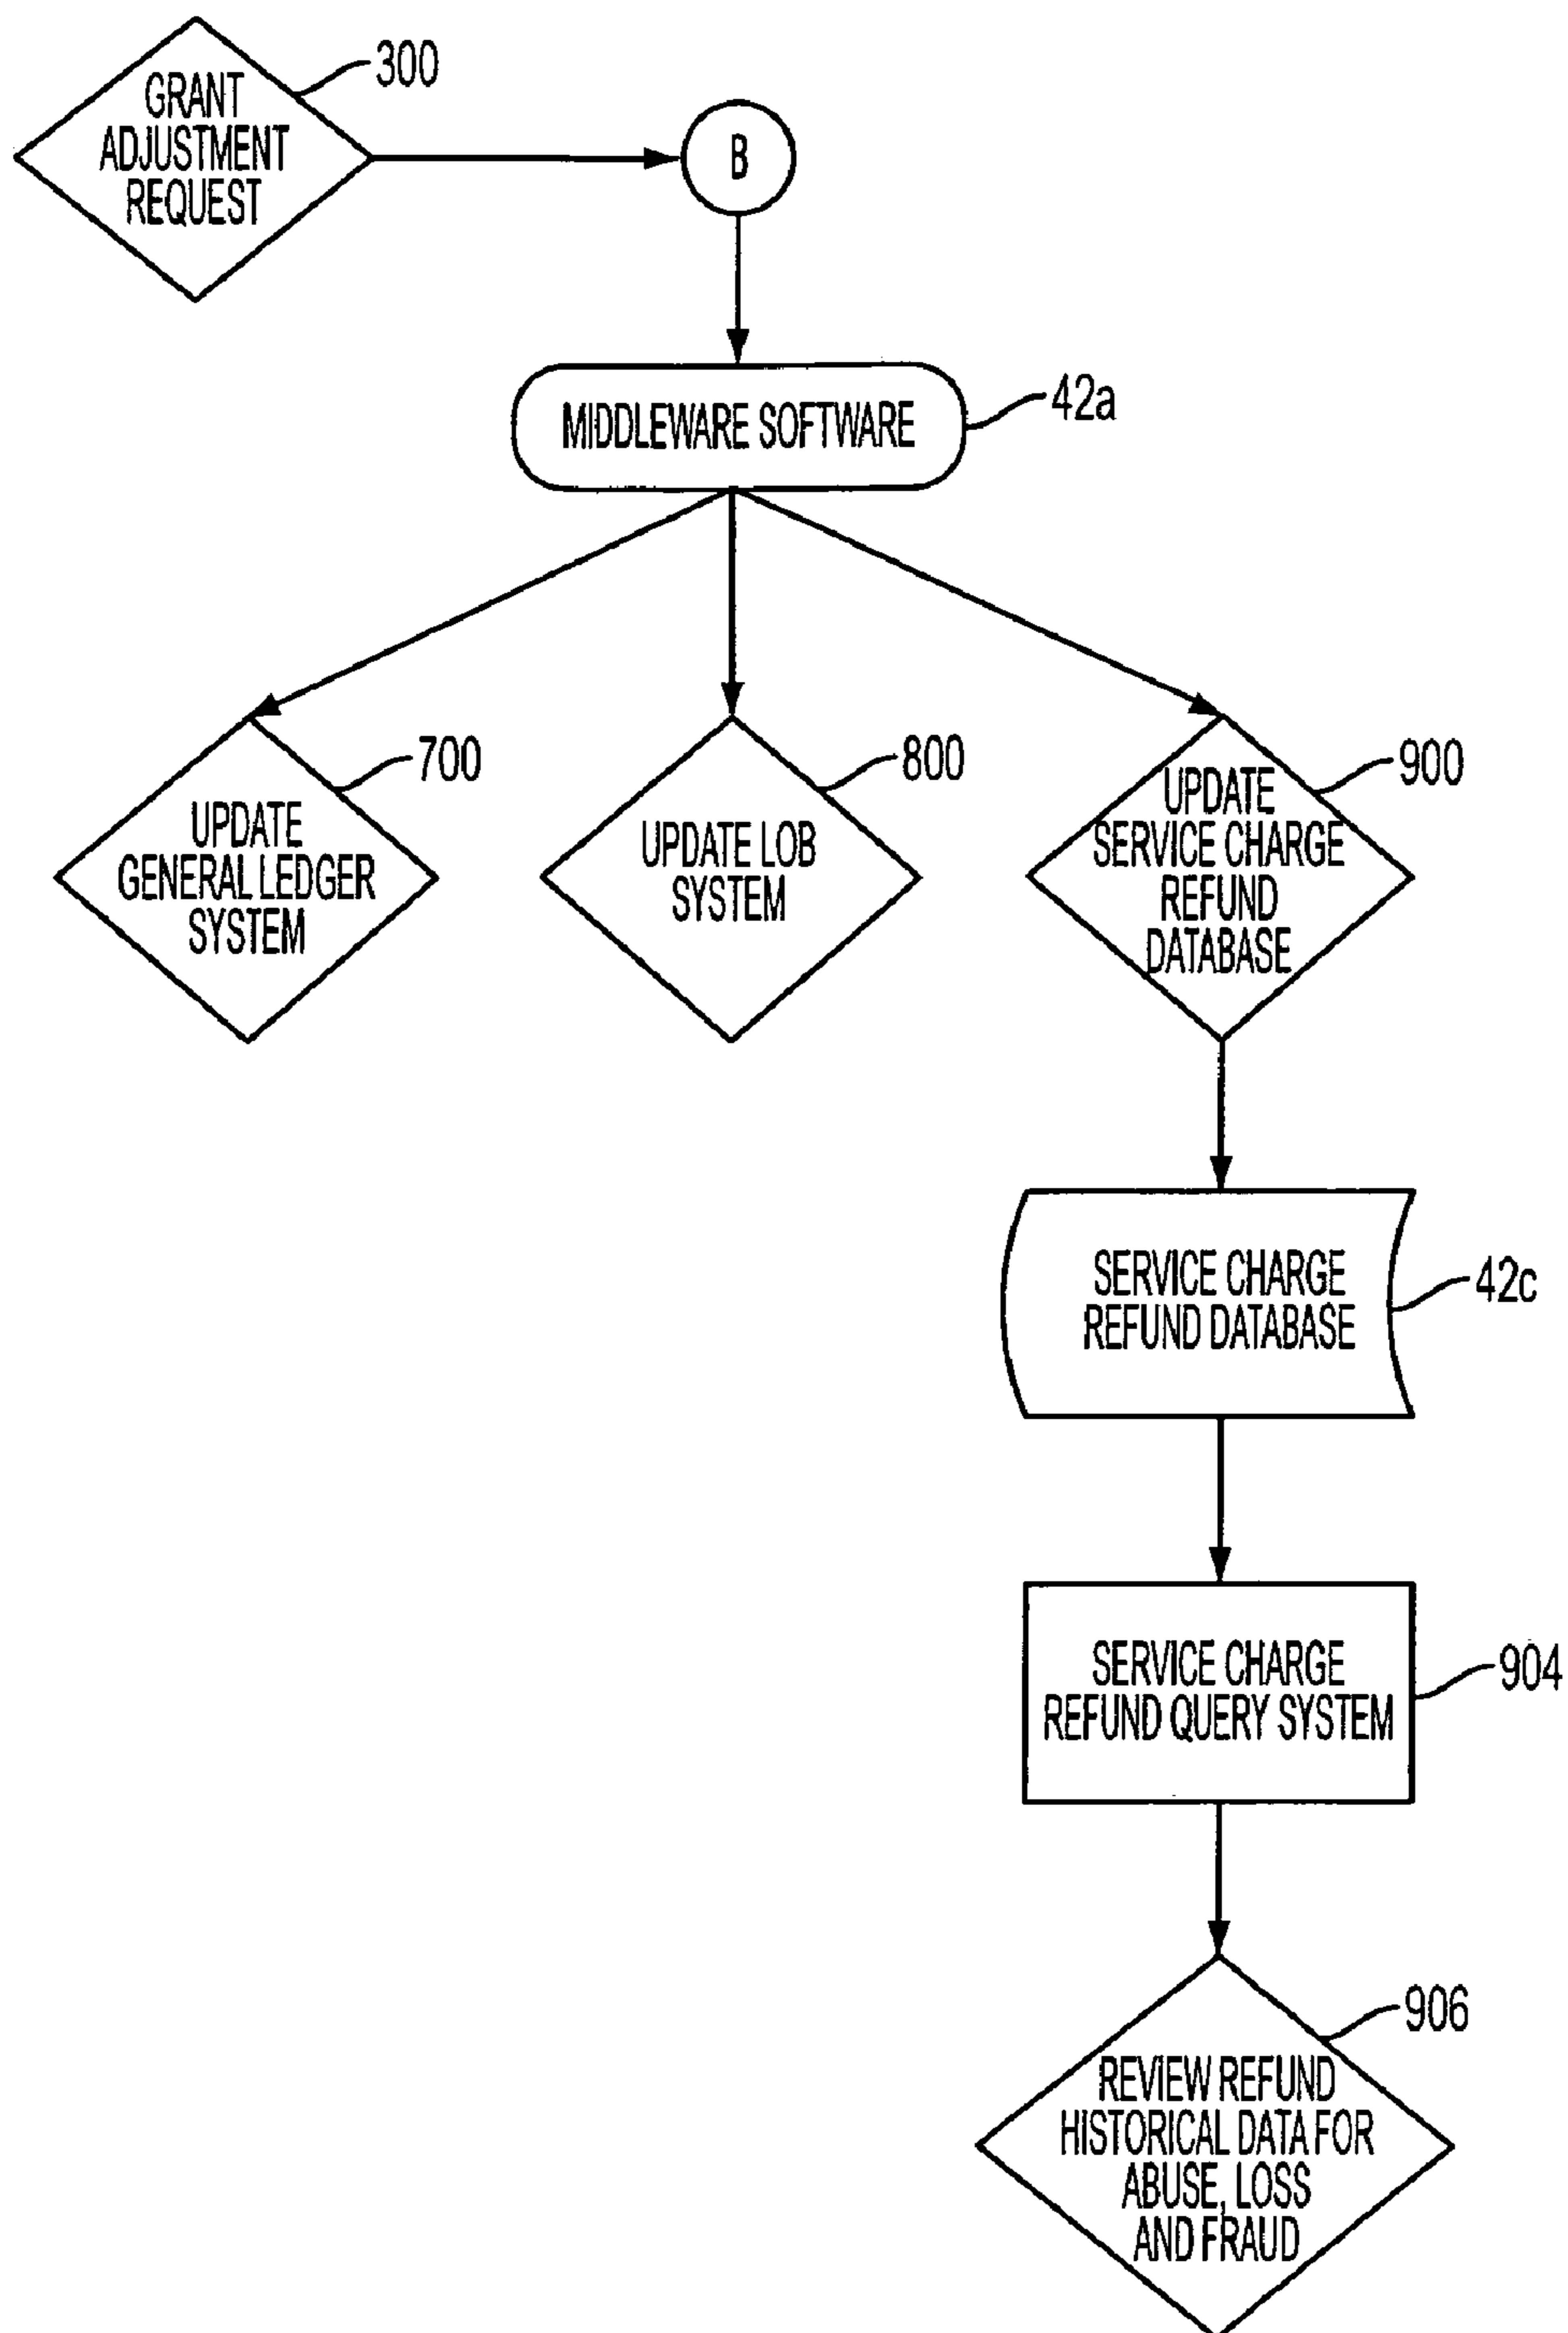 GRANT
ADJUSTMENT
REQUEST
300
B
MIDDLEWARE SOFTWARE
42a
UPDATE
GENERAL LEDGER
SYSTEM
700
UPDATE LOB
SYSTEM
800
UPDATE
SERVICE CHARGE
REFUND
DATABASE
900
SERVICE CHARGE
REFUND DATABASE
42c
SERVICE CHARGE
REFUND QUERY SYSTEM
904
REVIEW REFUND
HISTORICAL DATA FOR
ABUSE, LOSS
AND FRAUD
906